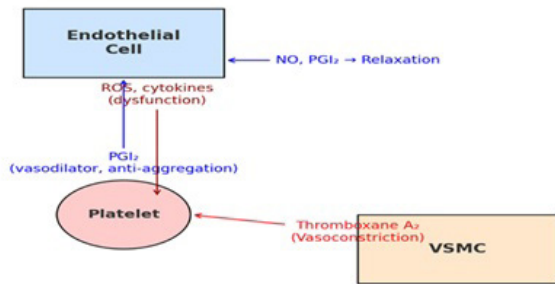 Endothelial
Cell
NO, PGI₂ → Relaxation
ROS, cytokines
(dysfunction)
PGI₂
(vasodilator, anti-aggregation)
Platelet
Thromboxane A₂
(Vasoconstriction)
VSMC